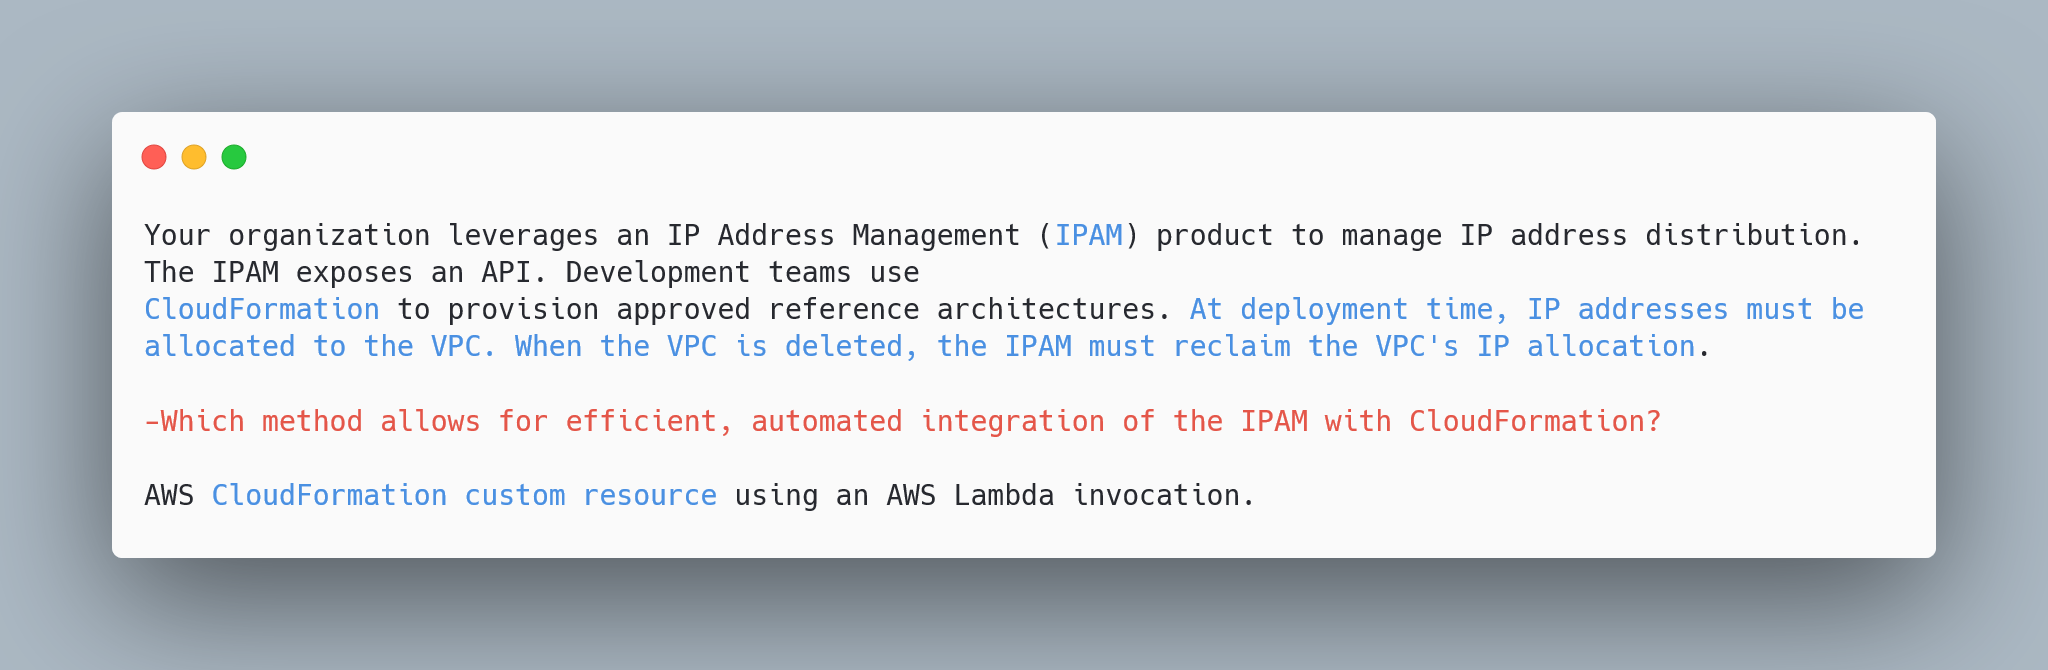 Your organization leverages an IP Address Management (IPAM) product to manage IP address distribution.
The IPAM exposes an API. Development teams use
CloudFormation to provision approved reference architectures. At deployment time, IP addresses must be
allocated to the VPC. When the VPC is deleted, the IPAM must reclaim the VPC's IP allocation.
-Which method allows for efficient, automated integration of the IPAM with CloudFormation?
AWS CloudFormation custom resource using an AWS Lambda invocation.